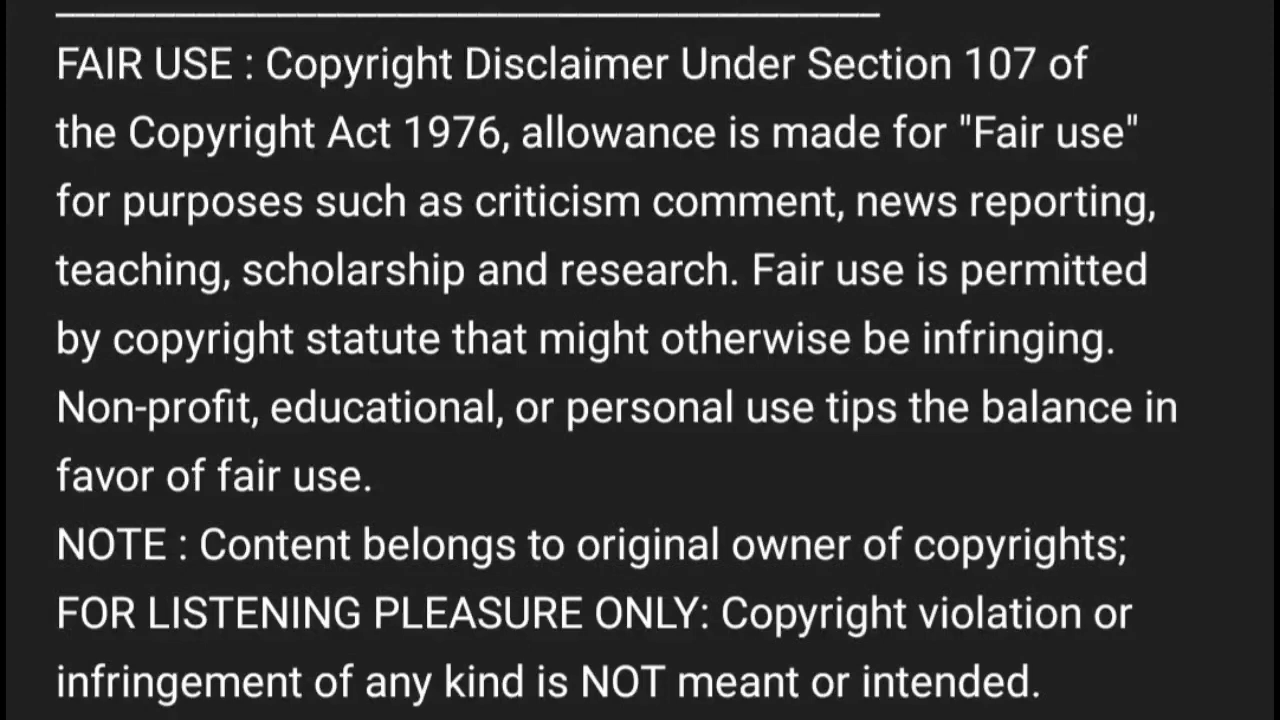 FAIR USE : Copyright Disclaimer Under Section 107 of
the Copyright Act 1976, allowance is made for "Fair use"
for purposes such as criticism comment, news reporting,
teaching, scholarship and research. Fair use is permitted
by copyright statute that might otherwise be infringing.
Non-profit, educational, or personal use tips the balance in
favor of fair use.
NOTE : Content belongs to original owner of copyrights;
FOR LISTENING PLEASURE ONLY: Copyright violation or
infringement of any kind is NOT meant or intended.